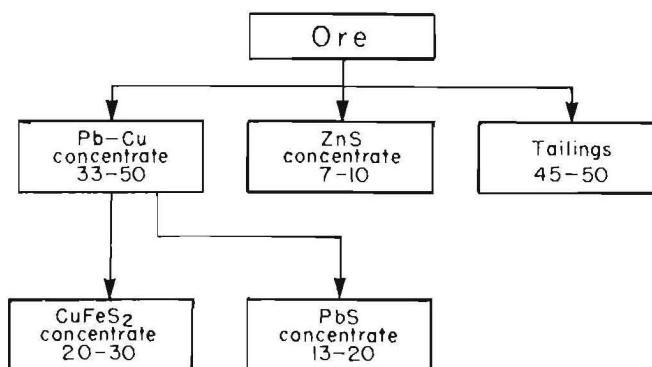 Ore
Pb-Cu
concentrate
33-50
ZnS
concentrate
7-10
Tailings
45-50
CuFeS₂
concentrate
20-30
PbS
concentrate
13-20